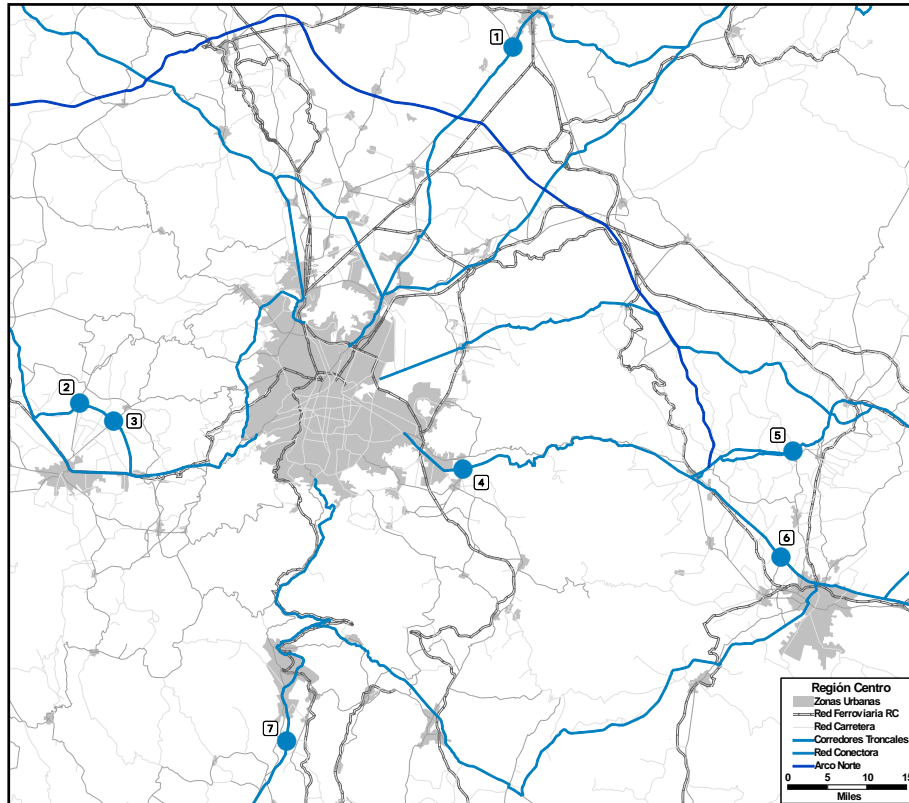 1
2
3
4
5
6
7
Región Centro
Zonas Urbanas
Red Ferroviaria RC
Red Carretera
Corredores Troncales
Red Conectora
Arco Norte
0 5 10 15
Miles